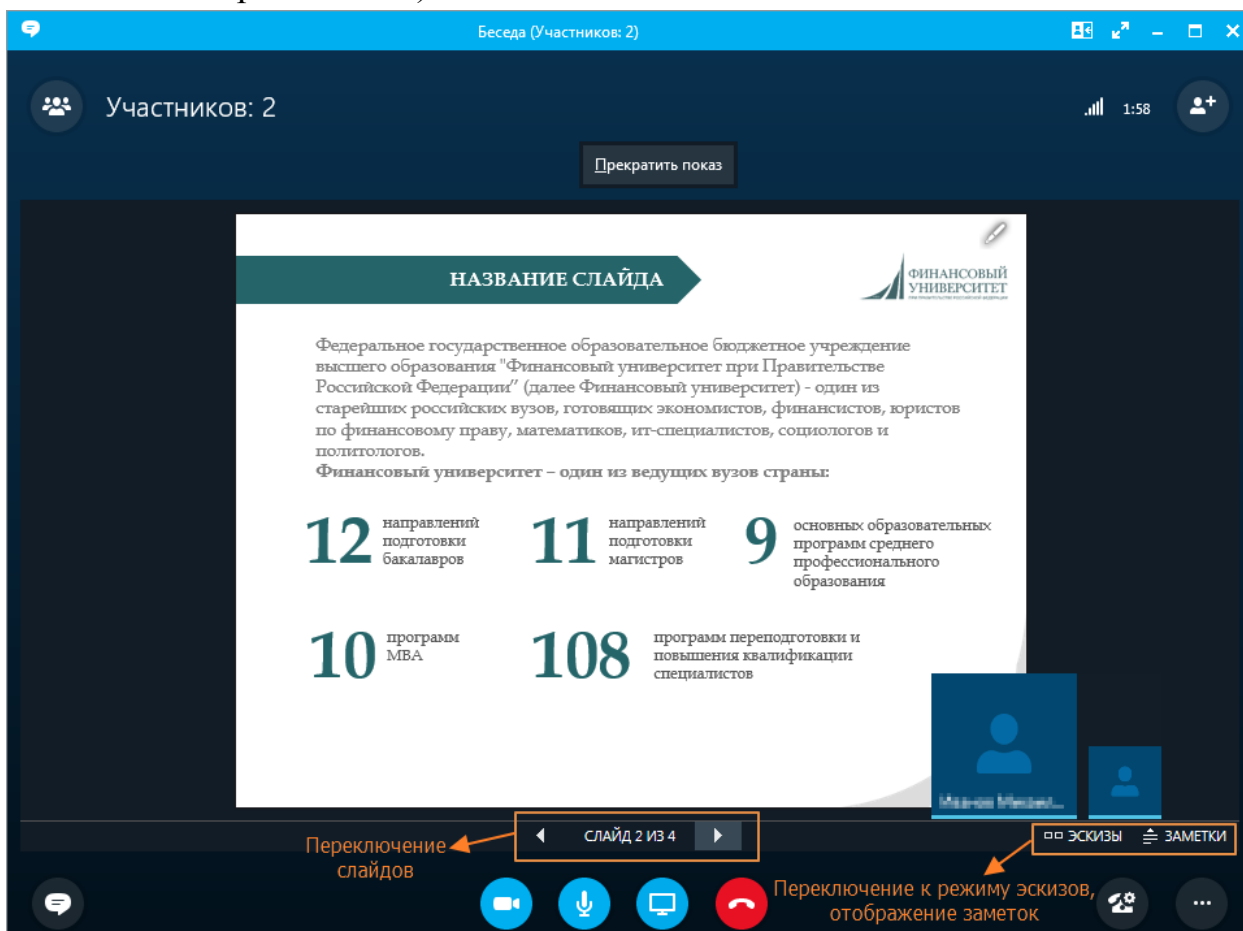 Беседа (Участников: 2)
Участников: 2
1:58
Прекратить показ
НАЗВАНИЕ СЛАЙДА
ФИНАНСОВЫЙ
УНИВЕРСИТЕТ
Федеральное государственное образовательное бюджетное учреждение
высшего образования "Финансовый университет при Правительстве
Российской Федерации" (далее Финансовый университет) - один из
старейших российских вузов, готовящих экономистов, финансистов, юристов
по финансовому праву, математиков, ит-специалистов, социологов и
политологов.
Финансовый университет – один из ведущих вузов страны:
12 направлений
подготовки
бакалавров
11 направлений
подготовки
магистров
9 основных образовательных
программ среднего
профессионального
образования
10 программ
МВА
108 программ переподготовки и
повышения квалификации
специалистов
СЛАЙД 2 ИЗ 4
ЭСКИЗЫ
ЗАМЕТКИ
Переключение
слайдов
Переключение к режиму эскизов,
отображение заметок